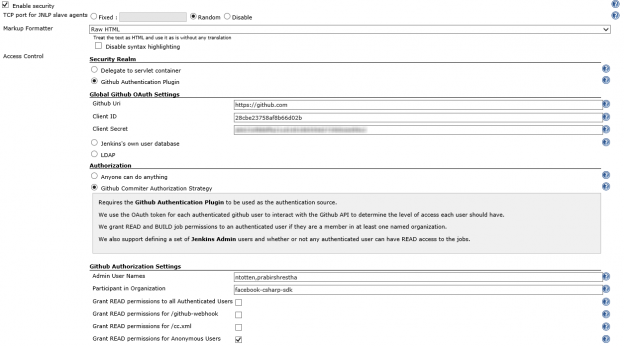 Enable security
TCP port for JNLP slave agents Fixed : Random Disable
Markup Formatter Raw HTML
Treat the text as HTML and use it as is without any translation
Disable syntax highlighting
Access Control Security Realm
Delegate to servlet container
Github Authentication Plugin
Global Github OAuth Settings
Github Uri https://github.com
Client ID 28cbe23758af8b66d02b
Client Secret
Jenkins's own user database
LDAP
Authorization
Anyone can do anything
Github Commiter Authorization Strategy
Requires the Github Authentication Plugin to be used as the authentication source.
We use the OAuth token for each authenticated github user to interact with the Github API to determine the level of access each user should have.
We grant READ and BUILD job permissions to an authenticated user if they are a member in at least one named organization.
We also support defining a set of Jenkins Admin users and whether or not any authenticated user can have READ access to the jobs.
Github Authorization Settings
Admin User Names ntotten,prabirshrestha
Participant in Organization facebook-csharp-sdk
Grant READ permissions to all Authenticated Users
Grant READ permissions for /github-webhook
Grant READ permissions for /cc.xml
Grant READ permissions for Anonymous Users